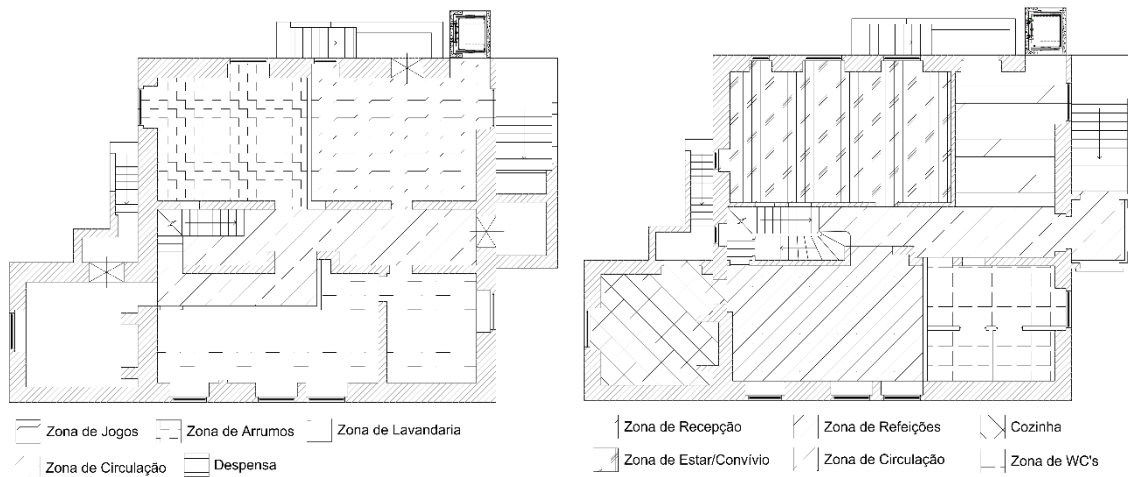 Zona de Jogos Zona de Arrumos Zona de Lavandaria
Zona de Circulação Despensa
Zona de Recepção Zona de Refeições Cozinha
Zona de Estar/Convívio Zona de Circulação Zona de WC's